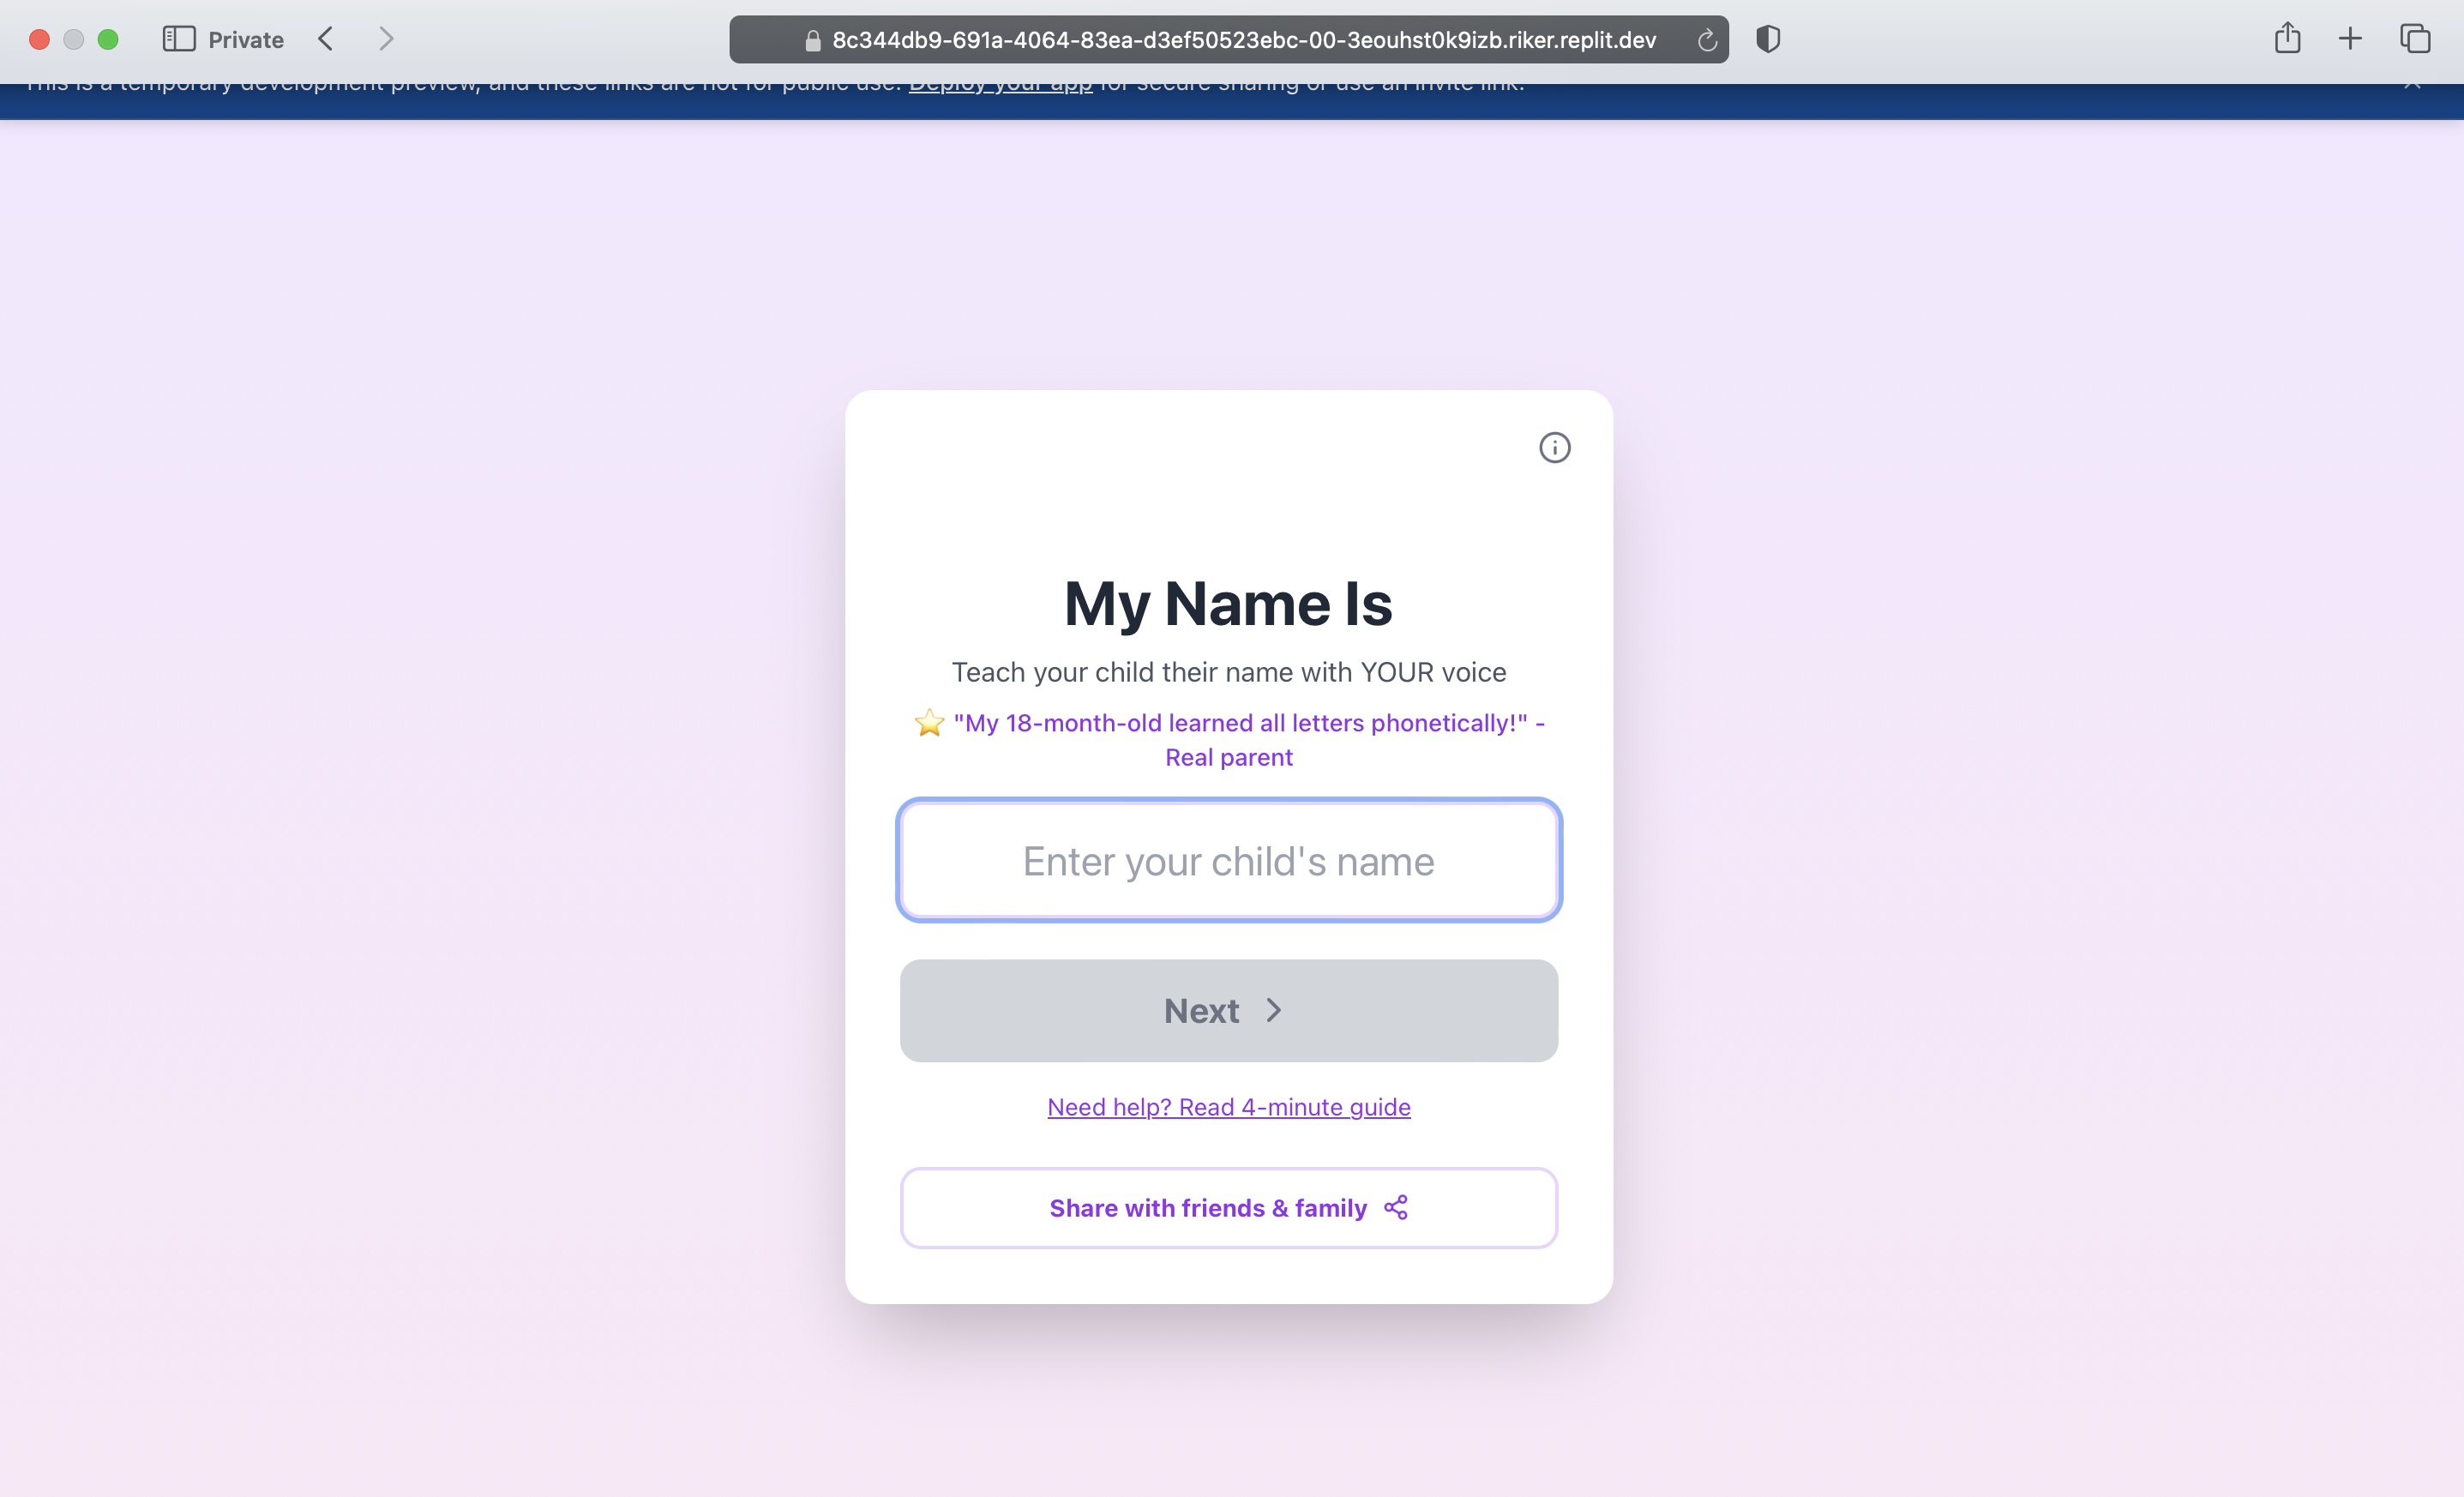 Private
8c344db9-691a-4064-83ea-d3ef50523ebc-00-3eouhst0k9izb.riker.replit.dev
This is a temporary development preview, and these links are not for public use. Deploy your app for secure sharing or use an invite link.
My Name Is
Teach your child their name with YOUR voice
⭐ "My 18-month-old learned all letters phonetically!" -
Real parent
Enter your child's name
Next
Need help? Read 4-minute guide
Share with friends & family